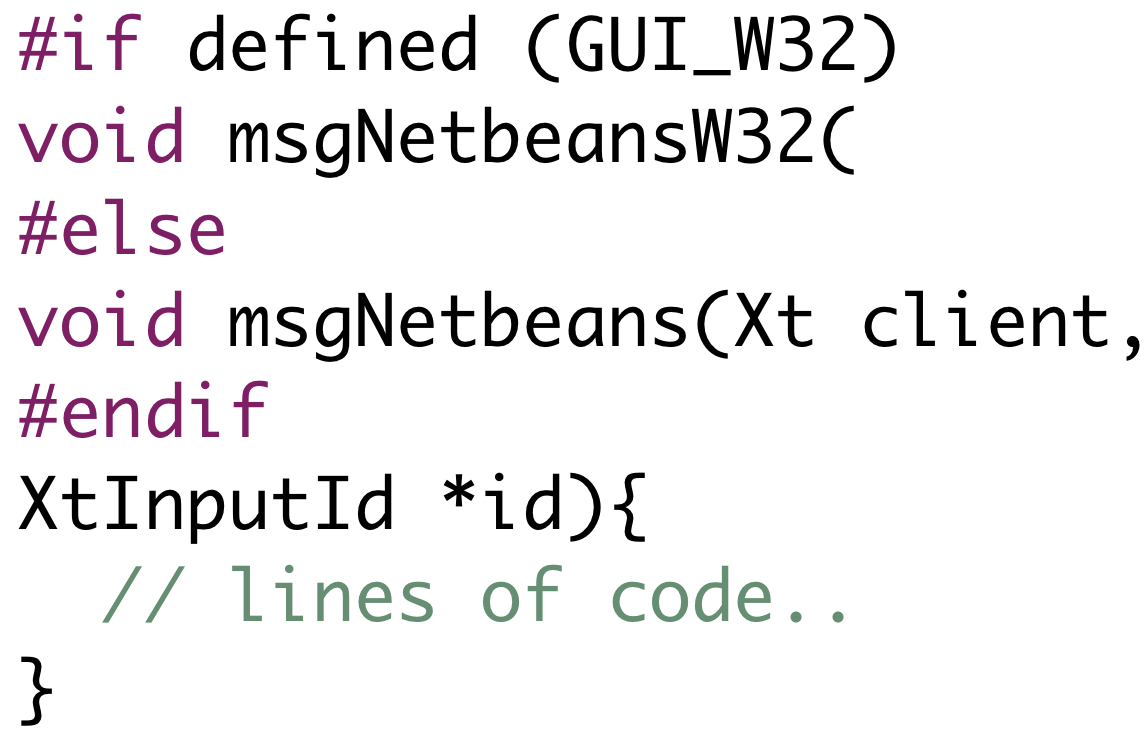 #if defined (GUI_W32)
void msgNetbeansW32(
#else
void msgNetbeans(Xt client,
#endif
XtInputId *id){
  // lines of code..
}